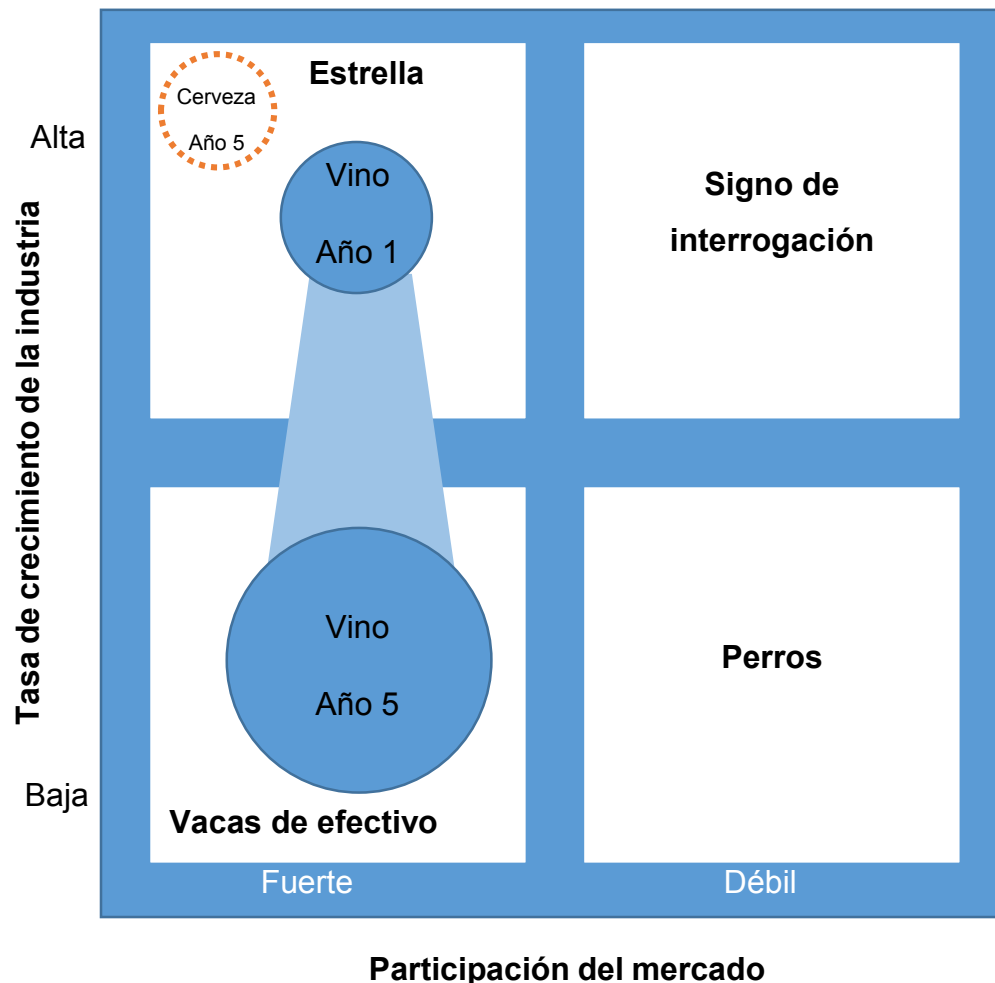 Estrella
Cerveza
Año 5
Alta
Vino
Año 1
Signo de
interrogación
Tasa de crecimiento de la industria
Vino
Año 5
Perros
Baja
Vacas de efectivo
Fuerte
Débil
Participación del mercado